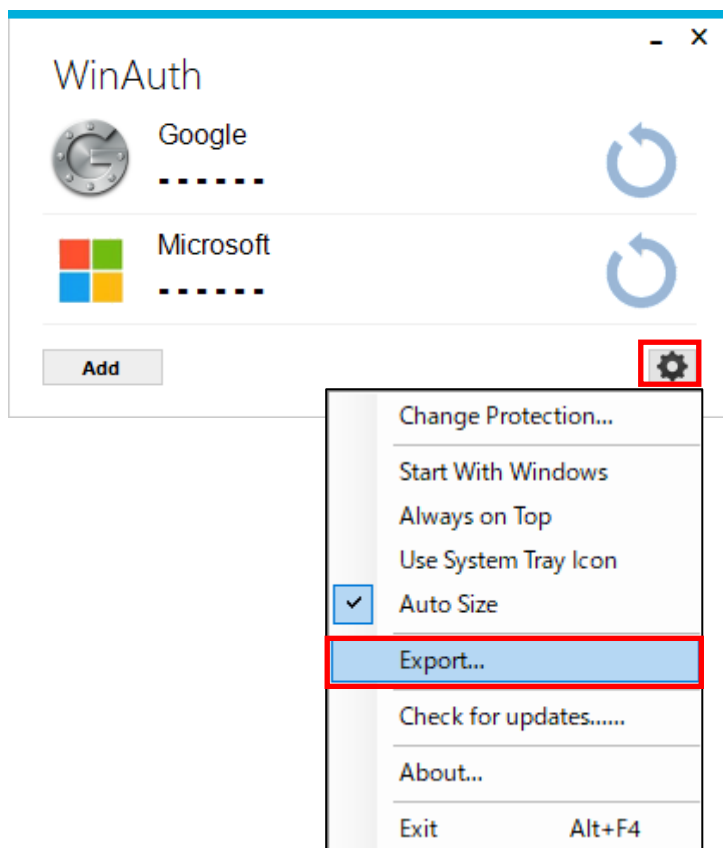 WinAuth
Google
- - - - - -
Microsoft
- - - - - -
Add
Change Protection...
Start With Windows
Always on Top
Use System Tray Icon
Auto Size
Export...
Check for updates......
About...
Exit Alt+F4